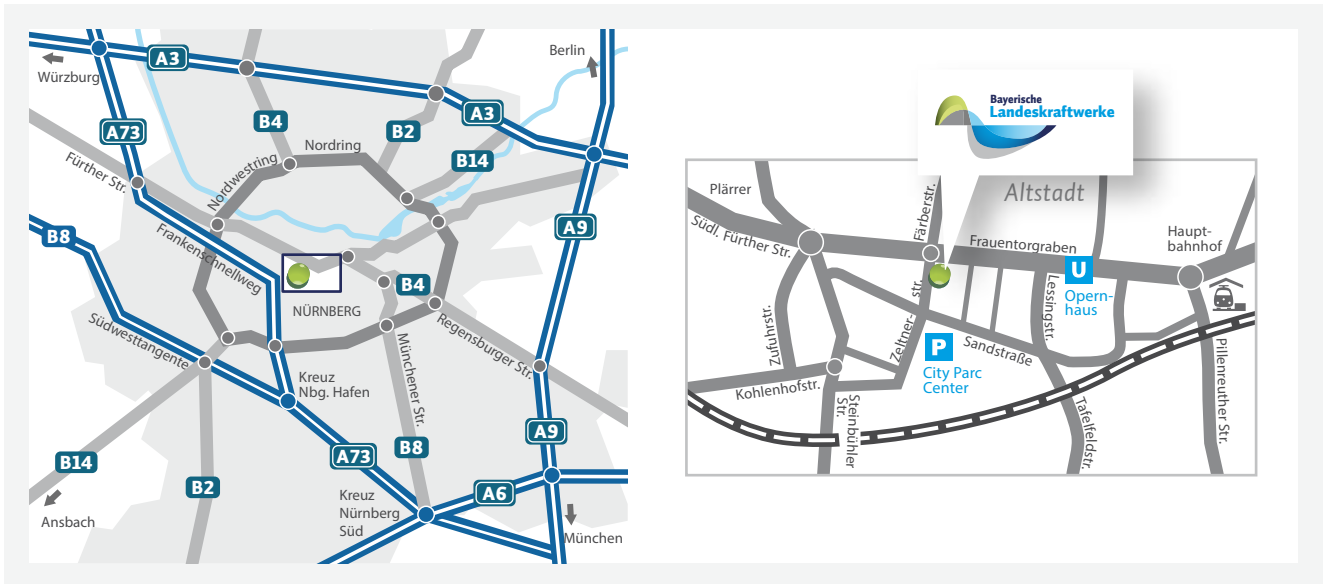 Berlin
A3
Würzburg
A3
B4
A73
B2
Nordring
B14
Nordwestring
Fürther Str.
B8
Frankenschnellweg
A9
B4
NÜRNBERG
Südwesttangente
Regensburger Str.
Münchener Str.
Kreuz
Nbg. Hafen
A9
B8
A73
B14
B2
A6
Kreuz
Nürnberg
Süd
Ansbach
München
Bayerische
Landeskraftwerke
Plärrer
Altstadt
Färberstr.
Südl. Fürther Str.
Frauentorgraben
Haupt-
bahnhof
U
Opern-
haus
Lessingstr.
Zufuhrstr.
Zeltner-
str.
P
City Parc
Center
Sandstraße
Kohlenhofstr.
Steinbühler
Str.
Tafelfeldstr.
Pillenreuther Str.